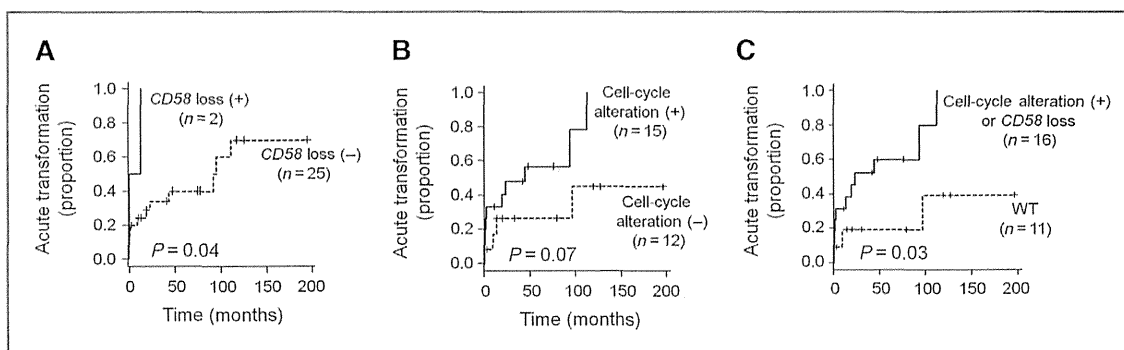 A
Acute transformation
(proportion)
1.0
0.8
0.6
0.4
0.2
0.0
CD58 loss (+)
(n = 2)
CD58 loss (–)
(n = 25)
P = 0.04
0 50 100 150 200
Time (months)
B
Acute transformation
(proportion)
1.0
0.8
0.6
0.4
0.2
0.0
Cell-cycle
alteration (+)
(n = 15)
Cell-cycle
alteration (–)
(n = 12)
P = 0.07
0 50 100 150 200
Time (months)
C
Acute transformation
(proportion)
1.0
0.8
0.6
0.4
0.2
0.0
Cell-cycle alteration (+)
or CD58 loss
(n = 16)
WT
(n = 11)
P = 0.03
0 50 100 150 200
Time (months)